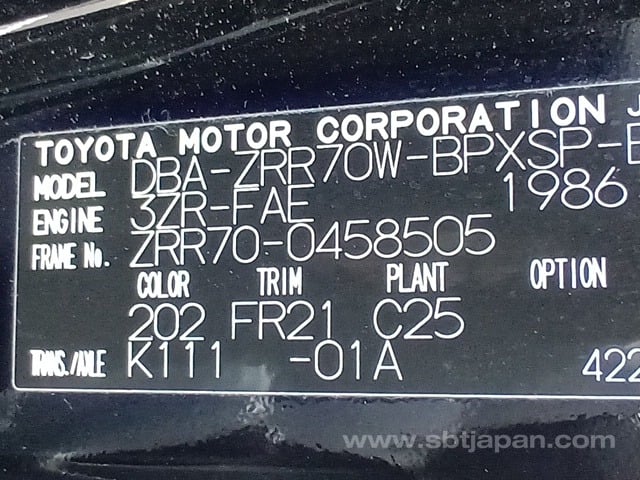 TOYOTA MOTOR CORPORATION
MODEL DBA-ZRR70W-BPXSP-
ENGINE 3ZR-FAE 1986
FRAME No. ZRR70-0458505
COLOR TRIM PLANT OPTION
202 FR21 C25
TRANS./AXLE K111 -01A 422
www.sbtjapan.com